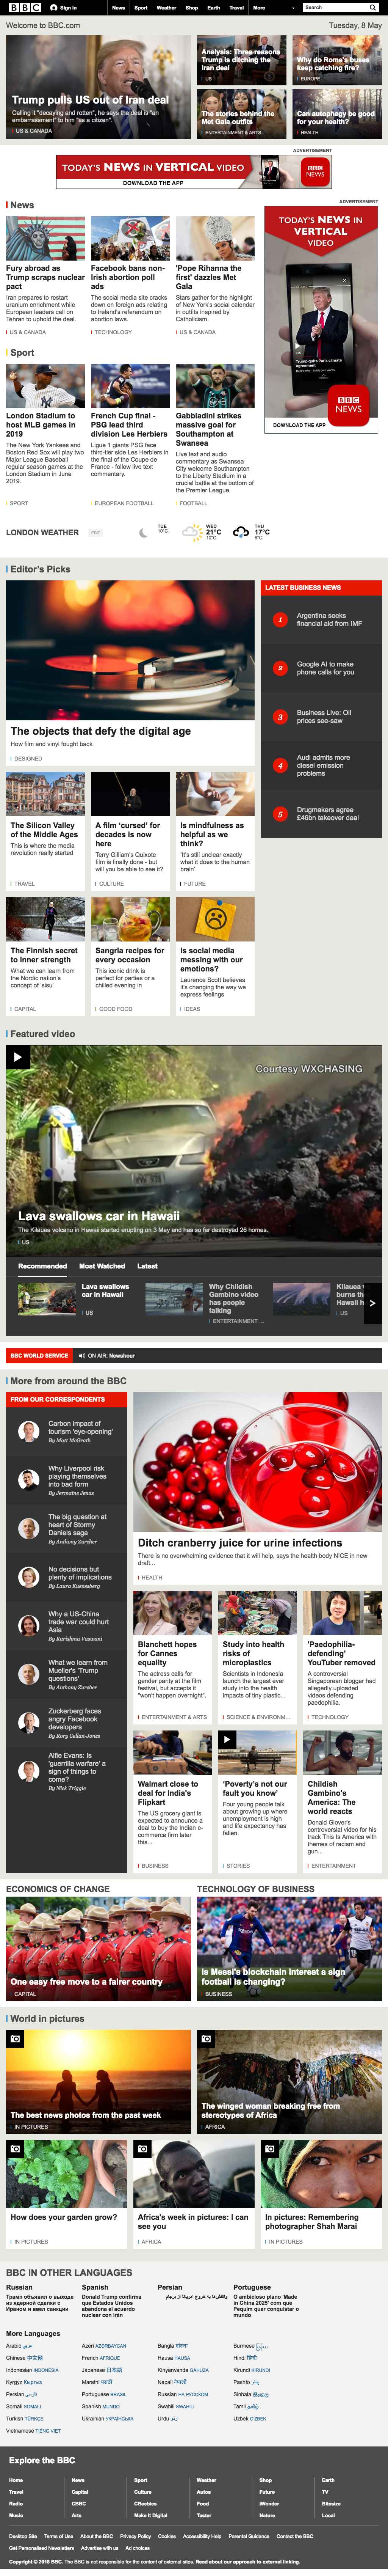 BBC Sign in News Sport Weather Shop Earth Travel More Search
Welcome to BBC.com
Tuesday, 8 May
Trump pulls US out of Iran deal
Calling it "decaying and rotten", he says the deal is "an
embarassment" to him "as a citizen".
US & CANADA
Analysis: Three reasons
Trump is ditching the
Iran deal
US
Why do Rome's buses
keep catching fire?
EUROPE
The stories behind the
Met Gala outfits
ENTERTAINMENT & ARTS
Can autophagy be good
for your health?
HEALTH
ADVERTISEMENT
TODAY'S NEWS IN VERTICAL VIDEO
DOWNLOAD THE APP
BBC
NEWS
News
Fury abroad as
Trump scraps nuclear
pact
Iran prepares to restart
uranium enrichment while
European leaders call on
Tehran to uphold the deal.
US & CANADA
Facebook bans non-
Irish abortion poll
ads
The social media site cracks
down on foreign ads relating
to Ireland's referendum on
abortion laws.
TECHNOLOGY
'Pope Rihanna the
first' dazzles Met
Gala
Stars gather for the highlight
of New York's social calendar
in outfits inspired by
Catholicism.
US & CANADA
ADVERTISEMENT
TODAY'S NEWS IN
VERTICAL
VIDEO
BBC
NEWS
DOWNLOAD THE APP
Sport
London Stadium to
host MLB games in
2019
The New York Yankees and
Boston Red Sox will play two
Major League Baseball
regular season games at the
London Stadium in June
2019.
SPORT
French Cup final -
PSG lead third
division Les Herbiers
Ligue 1 giants PSG face
third-tier side Les Herbiers in
the final of the Coupe de
France - follow live text
commentary.
EUROPEAN FOOTBALL
Gabbiadini strikes
massive goal for
Southampton at
Swansea
Live text and audio
commentary as Swansea
City welcome Southampton
to the Liberty Stadium in a
crucial battle at the bottom of
the Premier League.
FOOTBALL
LONDON WEATHER
EDIT
TUE
10°C
WED
21°C
10°C
THU
17°C
8°C
Editor's Picks
The objects that defy the digital age
How film and vinyl fought back
DESIGNED
LATEST BUSINESS NEWS
1
Argentina seeks
financial aid from IMF
2
Google AI to make
phone calls for you
3
Business Live: Oil
prices see-saw
4
Audi admits more
diesel emission
problems
5
Drugmakers agree
£46bn takeover deal
The Silicon Valley
of the Middle Ages
This is where the media
revolution really started
TRAVEL
A film 'cursed' for
decades is now
here
Terry Gilliam's Quixote
film is finally done - but
will you be able to see it?
CULTURE
Is mindfulness as
helpful as we
think?
'It's still unclear exactly
what it does to the human
brain'
FUTURE
The Finnish secret
to inner strength
What we can learn from
the Nordic nation's
concept of 'sisu'
CAPITAL
Sangria recipes for
every occasion
This iconic drink is
perfect for parties or a
chilled evening in
GOOD FOOD
Is social media
messing with our
emotions?
Laurence Scott believes
it's changing the way we
express feelings
IDEAS
Featured video
Courtesy WXCHASING
Lava swallows car in Hawaii
The Kilauea volcano in Hawaii started erupting on 3 May and has so far destroyed 26 homes.
US
Recommended Most Watched Latest
Lava swallows
car in Hawaii
US
Why Childish
Gambino video
has people
talking
ENTERTAINMENT ...
Kilauea
burns th
Hawaii h
US
BBC WORLD SERVICE
ON AIR: Newshour
More from around the BBC
FROM OUR CORRESPONDENTS
Carbon impact of
tourism 'eye-opening'
By Matt McGrath
Why Liverpool risk
playing themselves
into bad form
By Jermaine Jenas
The big question at
heart of Stormy
Daniels saga
By Anthony Zurcher
No decisions but
plenty of implications
By Laura Kuenssberg
Why a US-China
trade war could hurt
Asia
By Karishma Vaswani
What we learn from
Mueller's 'Trump
questions'
By Anthony Zurcher
Zuckerberg faces
angry Facebook
developers
By Rory Cellan-Jones
Alfie Evans: Is
'guerrilla warfare' a
sign of things to
come?
By Nick Triggle
Ditch cranberry juice for urine infections
There is no overwhelming evidence that it will help, says the health body NICE in new
draft...
HEALTH
Blanchett hopes
for Cannes
equality
The actress calls for
gender parity at the film
festival, but accepts it
"won't happen overnight".
ENTERTAINMENT & ARTS
Study into health
risks of
microplastics
Scientists in Indonesia
launch the largest ever
study into the health
impacts of tiny plastic...
SCIENCE & ENVIRONM...
'Paedophilia-
defending'
YouTuber removed
A controversial
Singaporean blogger had
allegedly uploaded
videos defending
paedophilia.
TECHNOLOGY
Walmart close to
deal for India's
Flipkart
The US grocery giant is
expected to announce a
deal to buy the Indian e-
commerce firm later
this...
BUSINESS
'Poverty's not our
fault you know'
Four young people talk
about growing up where
unemployment is high
and life expectancy has
fallen.
STORIES
Childish
Gambino's
America: The
world reacts
Donald Glover's
controversial video for his
track This Is America with
themes of racism and
gun...
ENTERTAINMENT
ECONOMICS OF CHANGE
One easy free move to a fairer country
CAPITAL
TECHNOLOGY OF BUSINESS
Is Messi's blockchain interest a sign
football is changing?
BUSINESS
World in pictures
The best news photos from the past week
IN PICTURES
The winged woman breaking free from
stereotypes of Africa
AFRICA
How does your garden grow?
IN PICTURES
Africa's week in pictures: I can
see you
AFRICA
In pictures: Remembering
photographer Shah Marai
IN PICTURES
BBC IN OTHER LANGUAGES
Russian
Трамп объявил о выходе
из ядерной сделки с
Ираном и ввел санкции
Spanish
Donald Trump confirma
que Estados Unidos
abandona el acuerdo
nuclear con Irán
Persian
واکنش‌ها به خروج آمریکا از برجام
Portuguese
O ambicioso plano 'Made
in China 2025' com que
Pequim quer conquistar o
mundo
More Languages
Arabic عربي Azeri AZƏRBAYCAN Bangla বাংলা Burmese မြန်မာ
Chinese 中文网 French AFRIQUE Hausa HAUSA Hindi हिन्दी
Indonesian INDONESIA Japanese 日本語 Kinyarwanda GAHUZA Kirundi KIRUNDI
Kyrgyz Кыргыз Marathi मराठी Nepali नेपाली Pashto پښتو
Persian فارسی Portuguese BRASIL Russian НА РУССКОМ Sinhala සිංහල
Somali SOMALI Spanish MUNDO Swahili SWAHILI Tamil தமிழ்
Turkish TÜRKÇE Ukrainian УКРАЇНСЬКА Urdu اردو Uzbek O'ZBEK
Vietnamese TIẾNG VIỆT
Explore the BBC
Home News Sport Weather Shop Earth
Travel Capital Culture Autos Future TV
Radio CBBC CBeebies Food iWonder Bitesize
Music Arts Make It Digital Taster Nature Local
Desktop Site Terms of Use About the BBC Privacy Policy Cookies Accessibility Help Parental Guidance Contact the BBC
Get Personalised Newsletters Advertise with us Ad choices
Copyright © 2018 BBC. The BBC is not responsible for the content of external sites. Read about our approach to external linking.